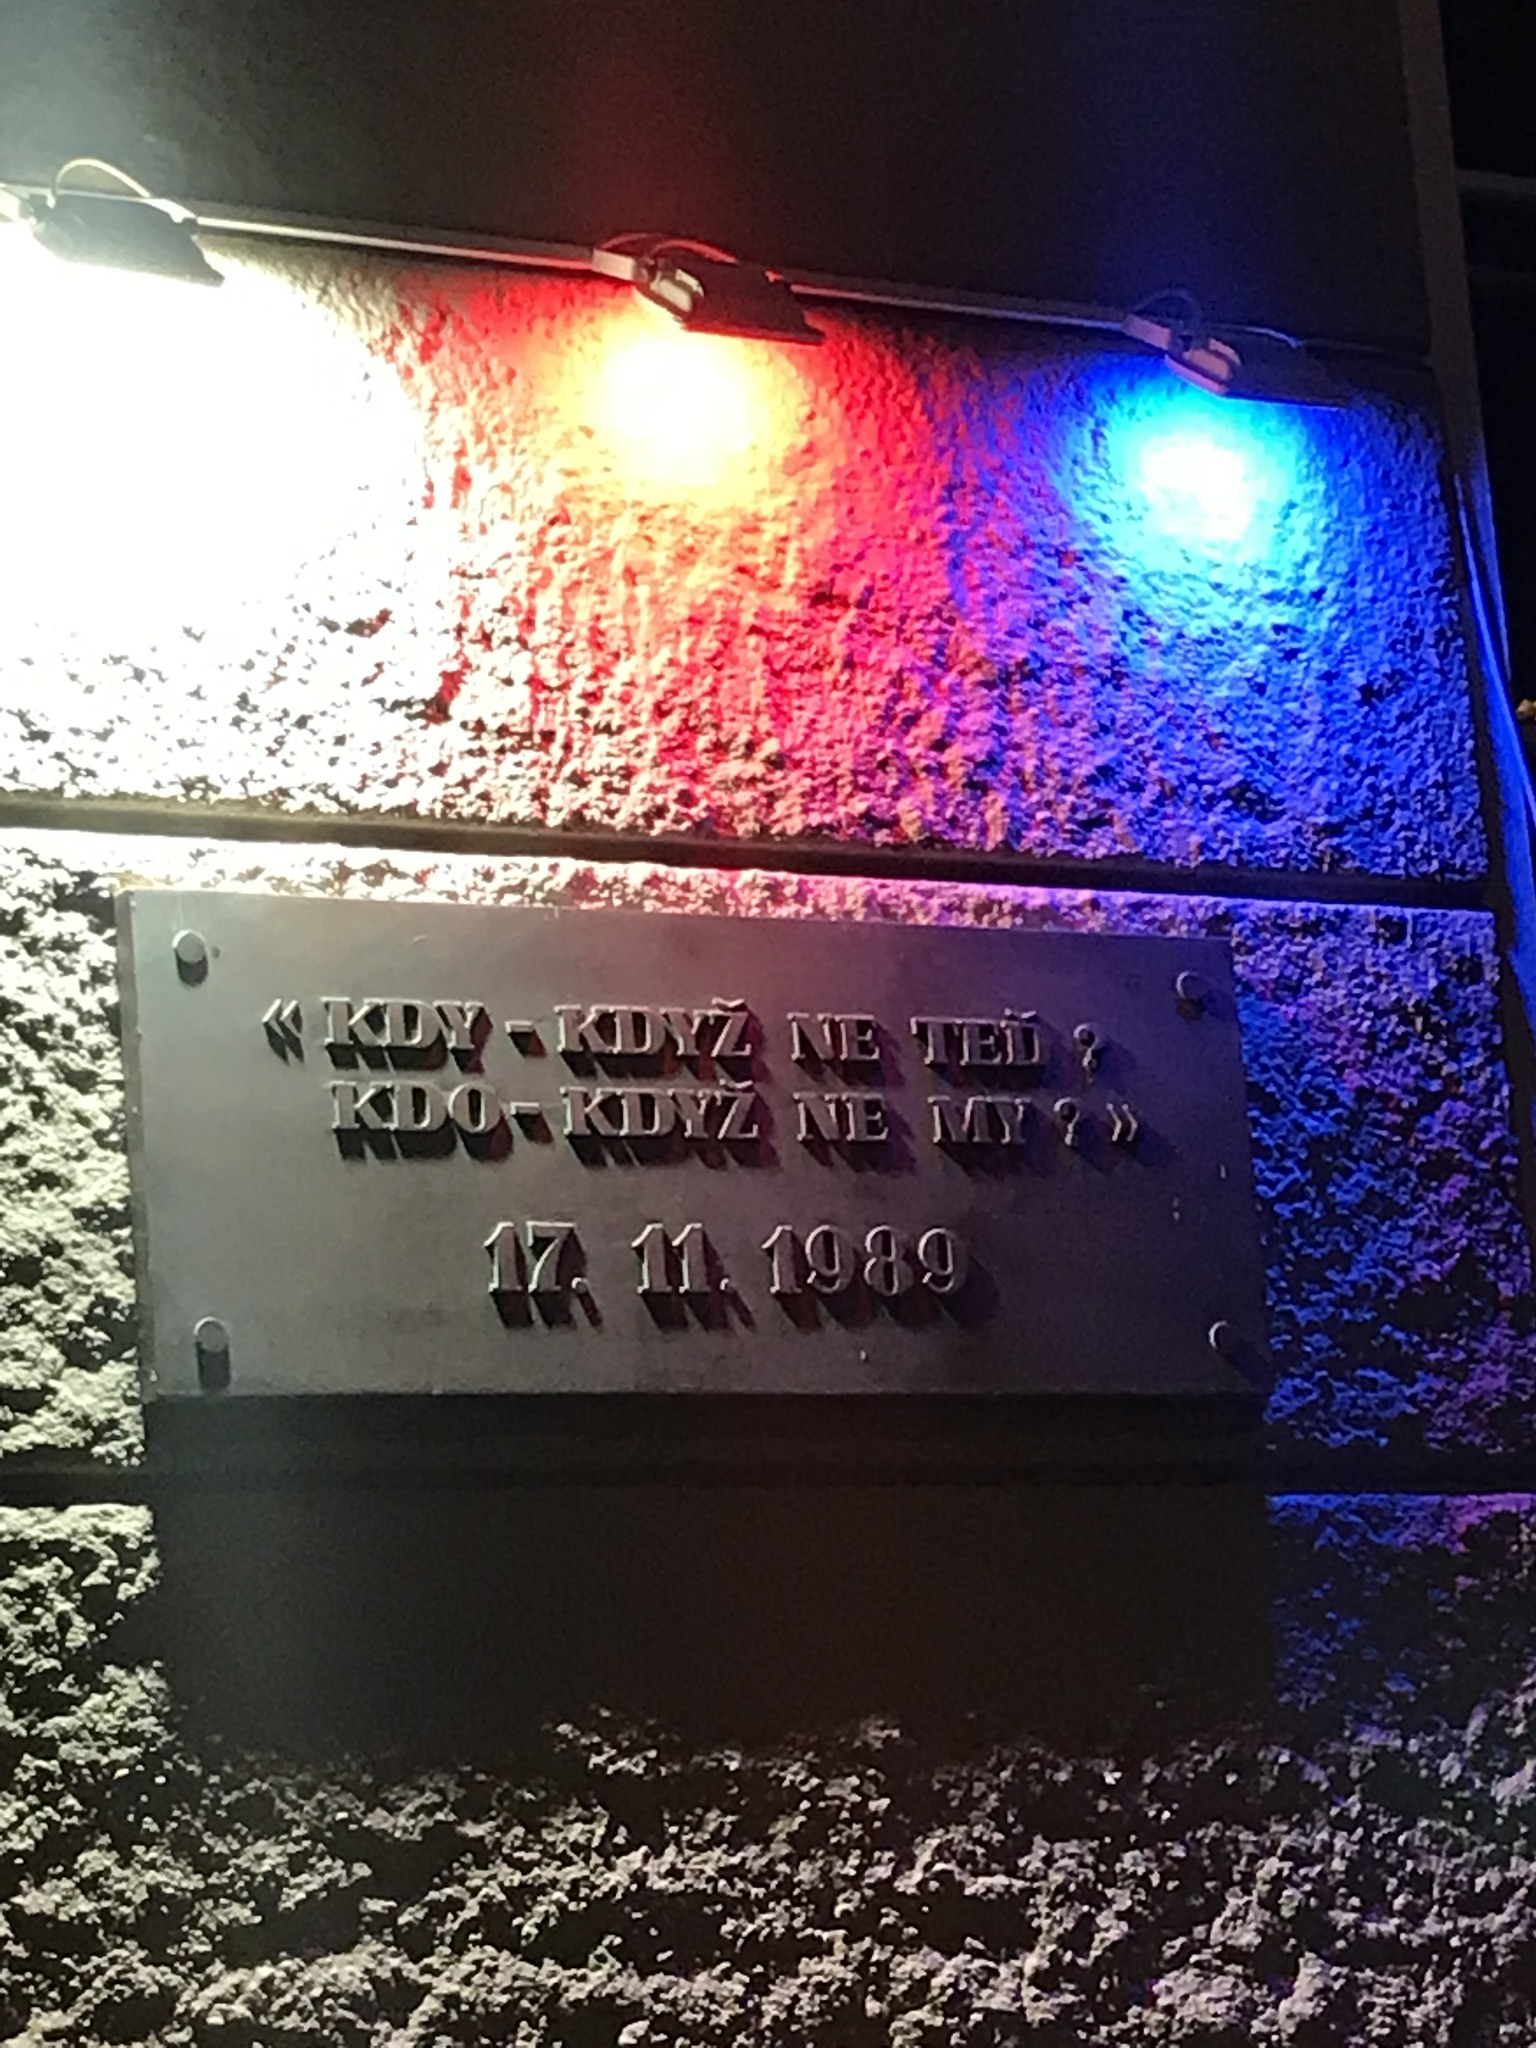 « KDY - KDYŽ NE TEĎ ?
KDO - KDYŽ NE MY ? »
17. 11. 1989